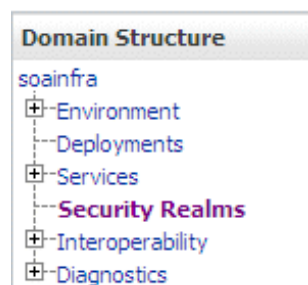 Domain Structure
soainfra
Environment
Deployments
Services
Security Realms
Interoperability
Diagnostics